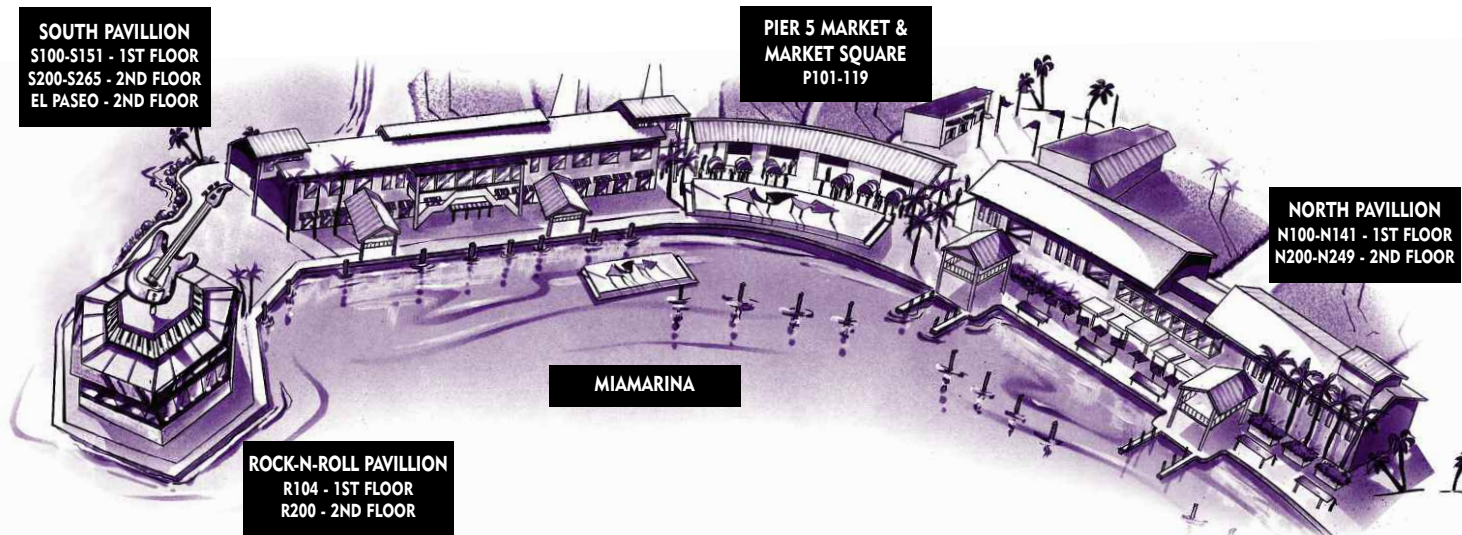 SOUTH PAVILLION
S100-S151 - 1ST FLOOR
S200-S265 - 2ND FLOOR
EL PASEO - 2ND FLOOR
PIER 5 MARKET &
MARKET SQUARE
P101-119
NORTH PAVILLION
N100-N141 - 1ST FLOOR
N200-N249 - 2ND FLOOR
MIAMARINA
ROCK-N-ROLL PAVILLION
R104 - 1ST FLOOR
R200 - 2ND FLOOR